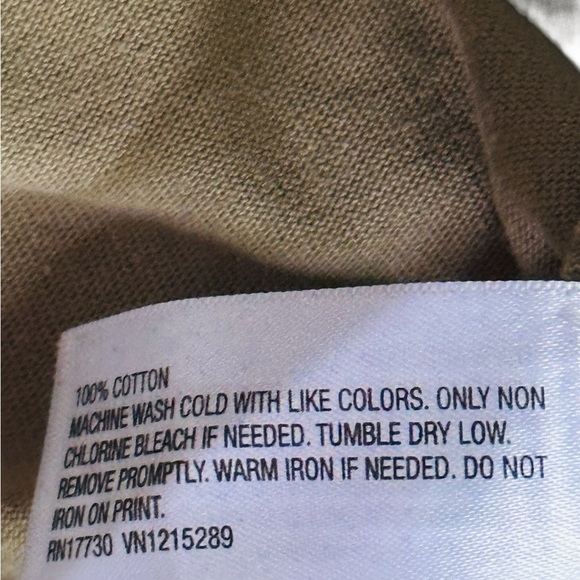 100% COTTON
MACHINE WASH COLD WITH LIKE COLORS. ONLY NON
CHLORINE BLEACH IF NEEDED. TUMBLE DRY LOW.
REMOVE PROMPTLY. WARM IRON IF NEEDED. DO NOT
IRON ON PRINT.
RN17730 VN1215289